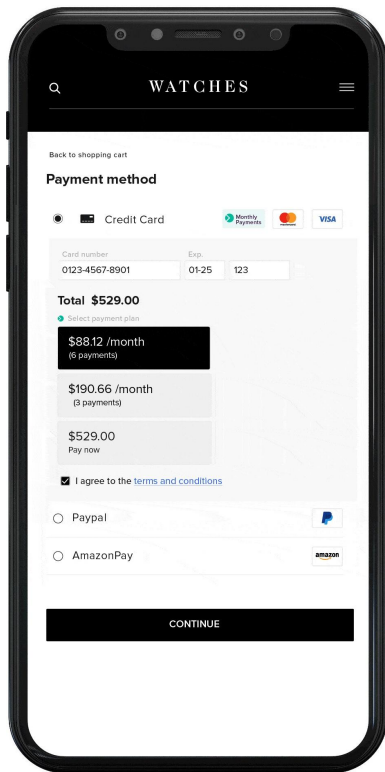 WATCHES
Back to shopping cart
Payment method
Credit Card
Monthly Payments
mastercard
VISA
Card number Exp.
0123-4567-8901 01-25 123
Total $529.00
Select payment plan
$88.12 /month
(6 payments)
$190.66 /month
(3 payments)
$529.00
Pay now
I agree to the terms and conditions
Paypal
AmazonPay amazon
CONTINUE